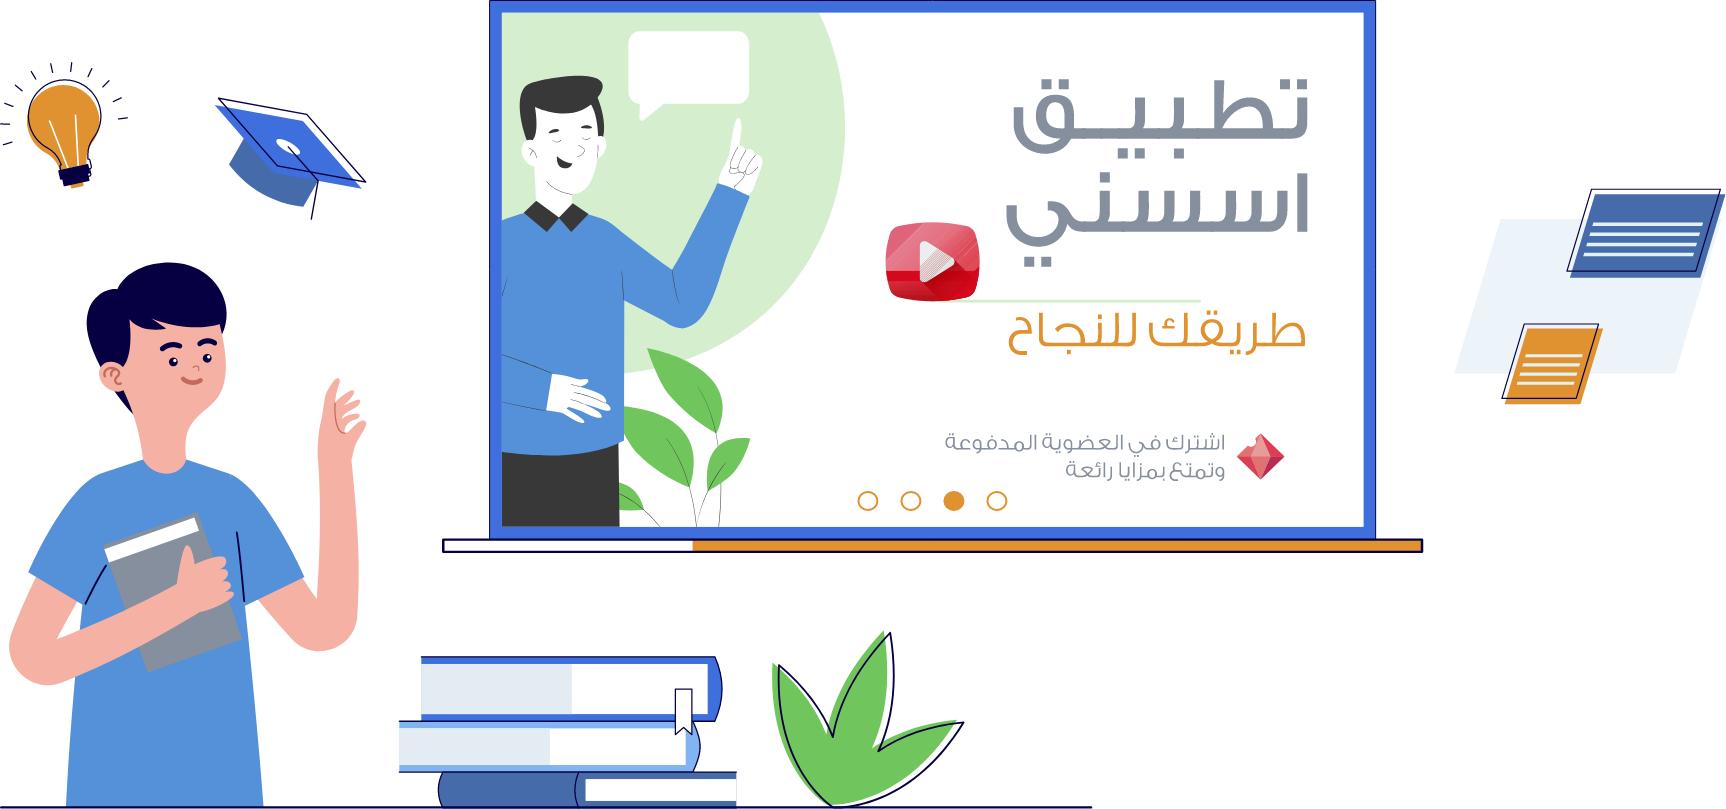 تطبيق
اسسني
طريقك للنجاح
اشترك في العضوية المدفوعة
وتمتع بمزايا رائعة